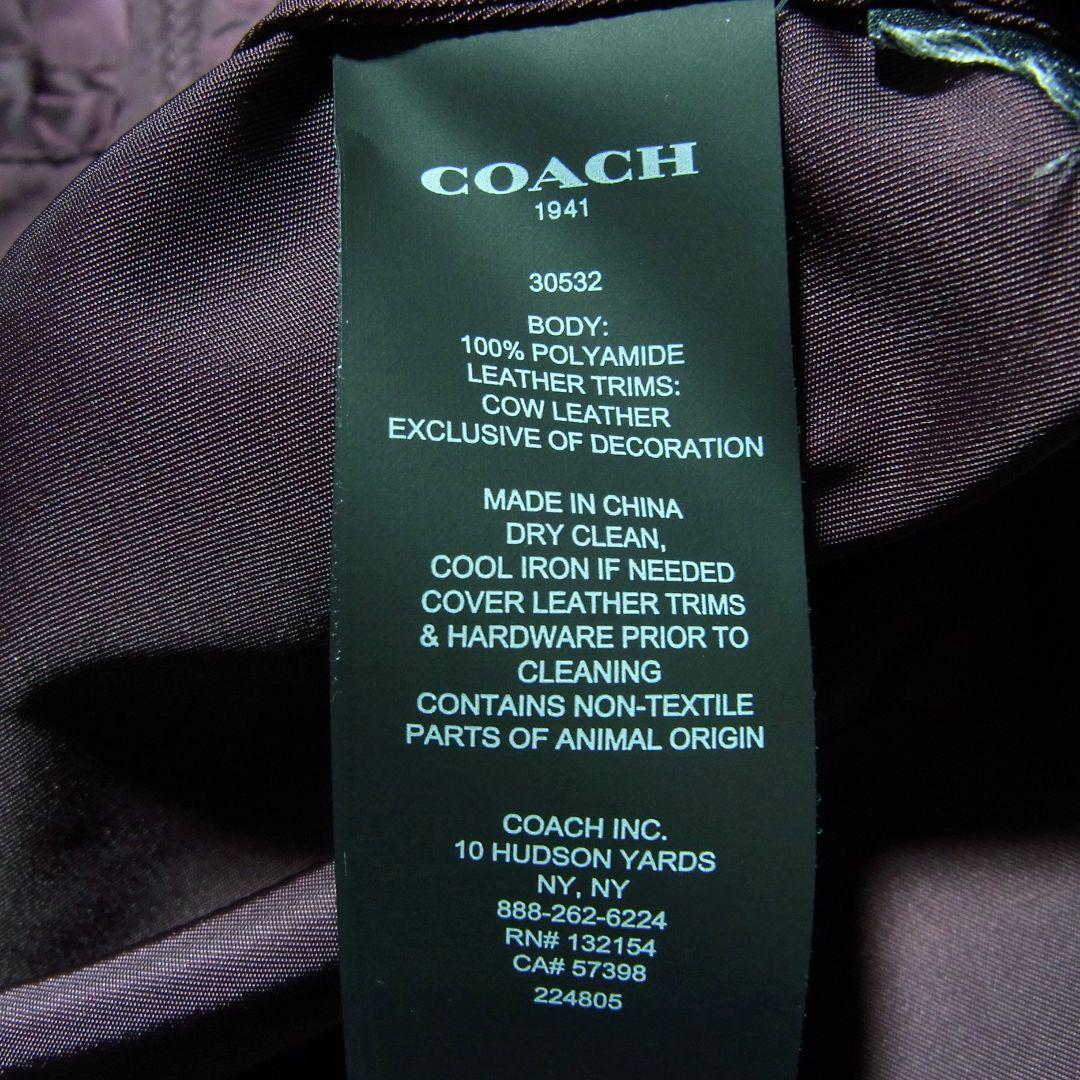 COACH
1941
30532
BODY:
100% POLYAMIDE
LEATHER TRIMS:
COW LEATHER
EXCLUSIVE OF DECORATION
MADE IN CHINA
DRY CLEAN,
COOL IRON IF NEEDED
COVER LEATHER TRIMS
& HARDWARE PRIOR TO
CLEANING
CONTAINS NON-TEXTILE
PARTS OF ANIMAL ORIGIN
COACH INC.
10 HUDSON YARDS
NY, NY
888-262-6224
RN# 132154
CA# 57398
224805